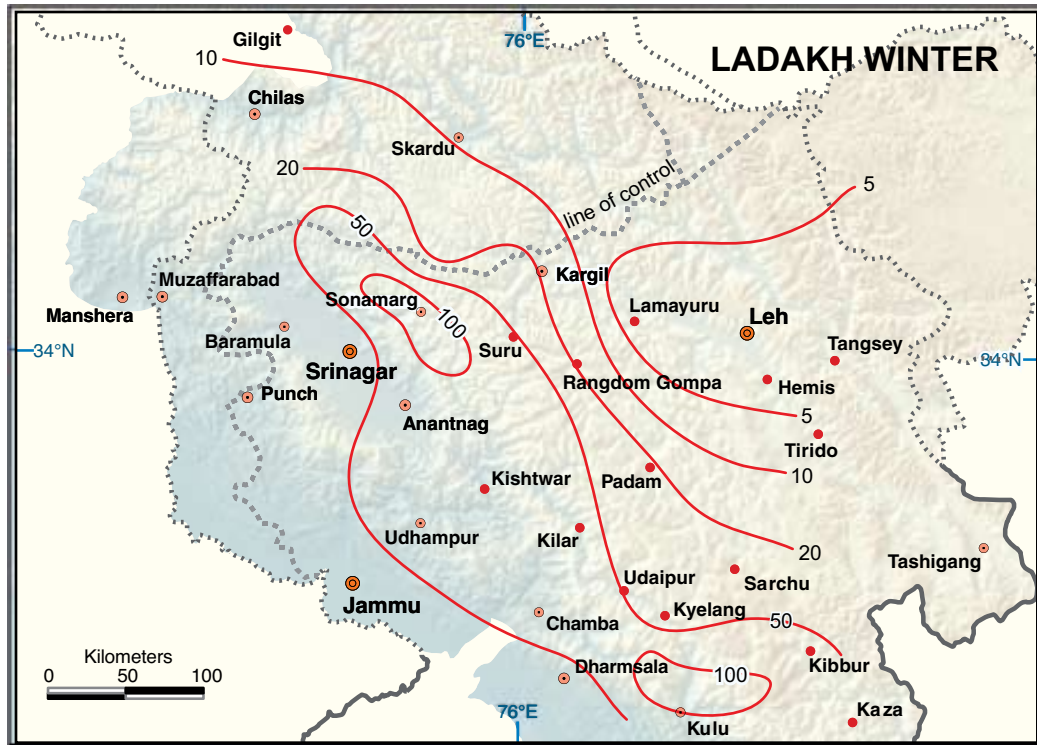 Gilgit
76°E
LADAKH WINTER
10
Chilas
Skardu
20
line of control
5
50
Kargil
Muzaffarabad
Sonamarg
Manshera
100
Lamayuru
Leh
Baramula
34°N
Suru
Tangsey
34°N
Srinagar
Rangdom Gompa
Hemis
Punch
Anantnag
5
Tirido
Kishtwar
Padam
10
Udhampur
Kilar
20
Tashigang
Sarchu
Udaipur
Jammu
Kyelang
Chamba
50
Kilometers
Dharmsala
Kibbur
0 50 100
100
76°E
Kulu
Kaza